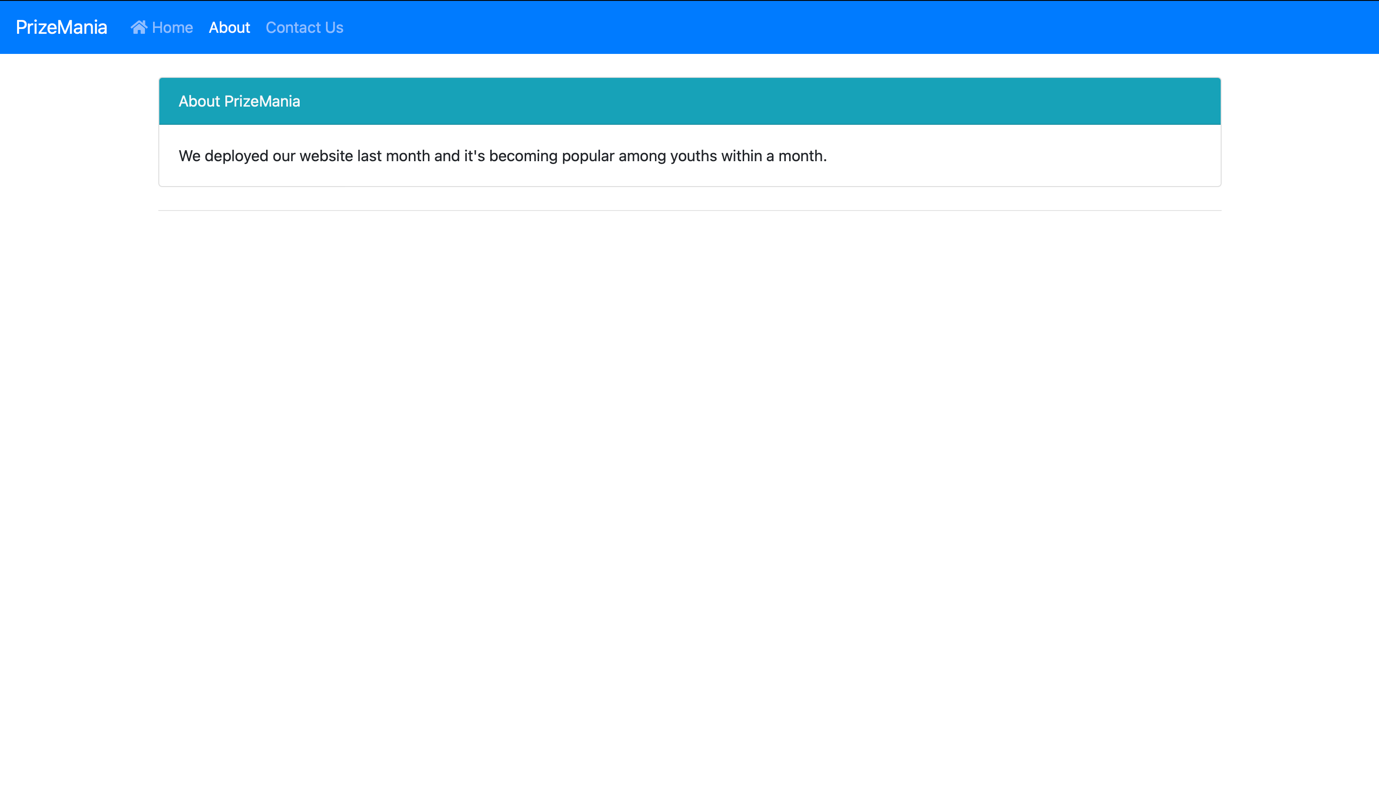 PrizeMania Home About Contact Us
About PrizeMania
We deployed our website last month and it's becoming popular among youths within a month.